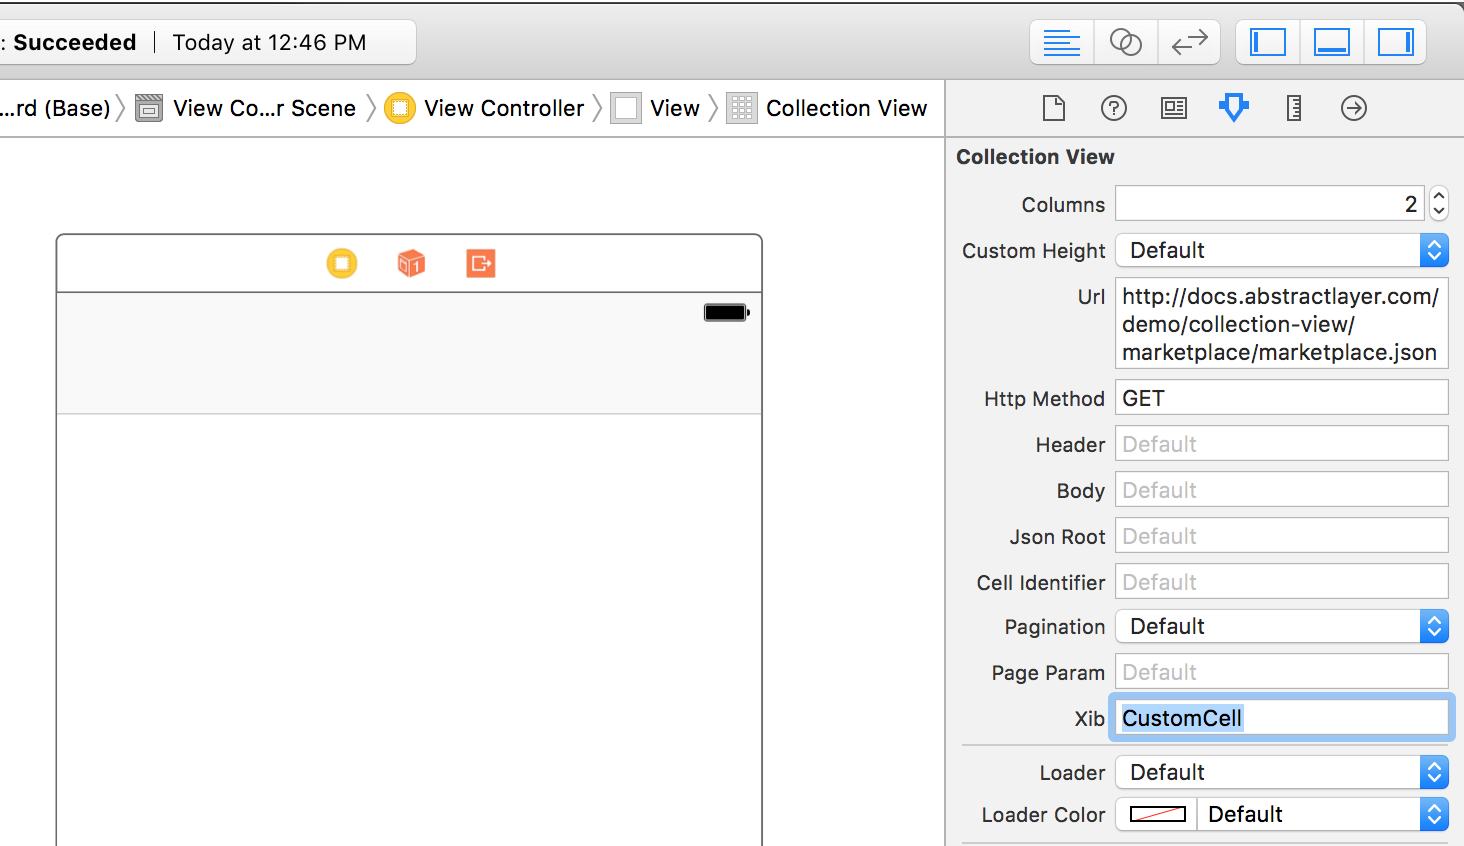 : Succeeded | Today at 12:46 PM
...rd (Base) View Co...r Scene View Controller View Collection View
Collection View
Columns 2
Custom Height Default
Url http://docs.abstractlayer.com/
demo/collection-view/
marketplace/marketplace.json
Http Method GET
Header Default
Body Default
Json Root Default
Cell Identifier Default
Pagination Default
Page Param Default
Xib CustomCell
Loader Default
Loader Color Default
1